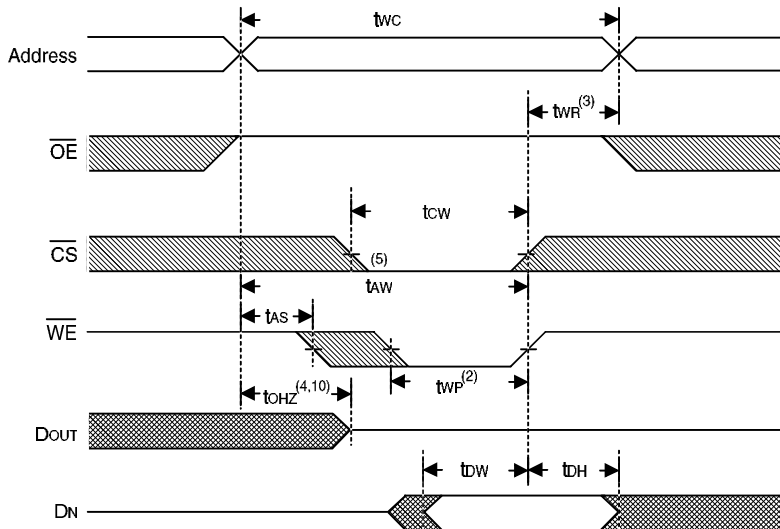 tWC
Address
tWR(3)
OE
tCW
CS
(5)
tAW
tAS
WE
tWP(2)
tOHZ(4,10)
DOUT
tDW
tDH
DN